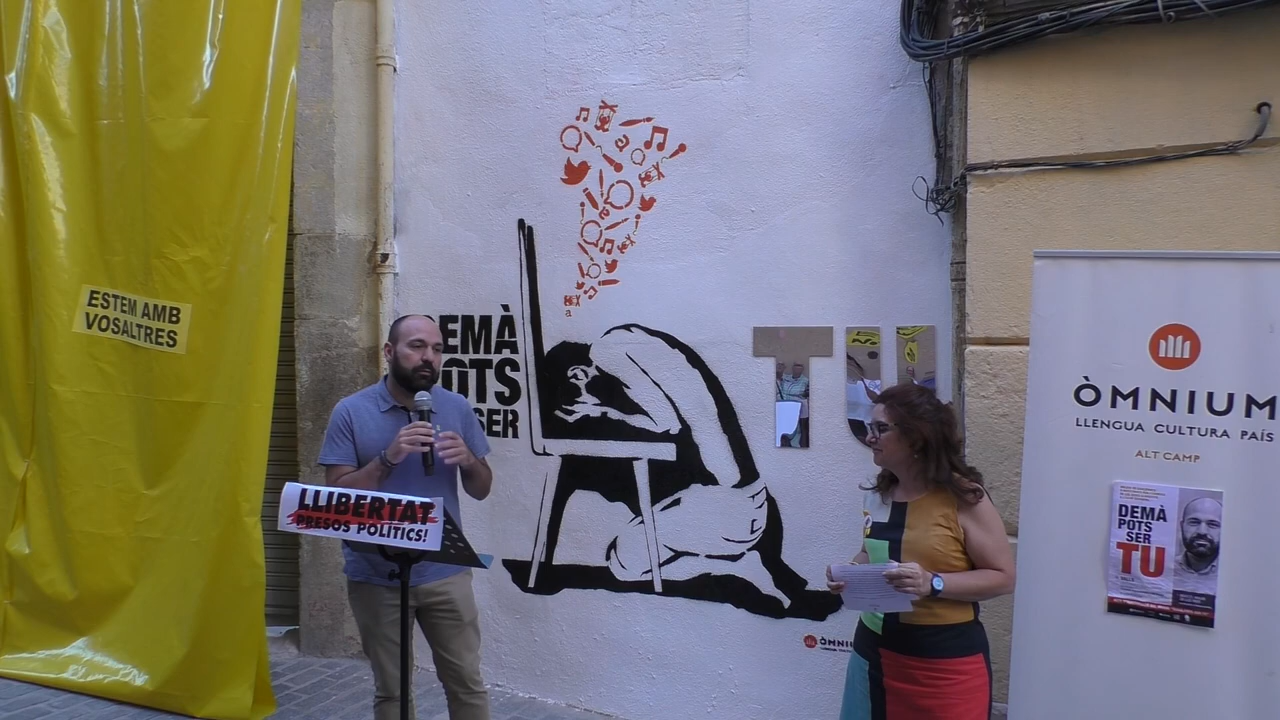 ESTEM AMB
VOSALTRES
DEMÀ
POTS
SER
TU
LLIBERTAT
PRESOS POLÍTICS!
ÒMNIUM
LLENGUA CULTURA PAÍS
ALT CAMP
DEMÀ
POTS
SER
TU
ÒMNIU